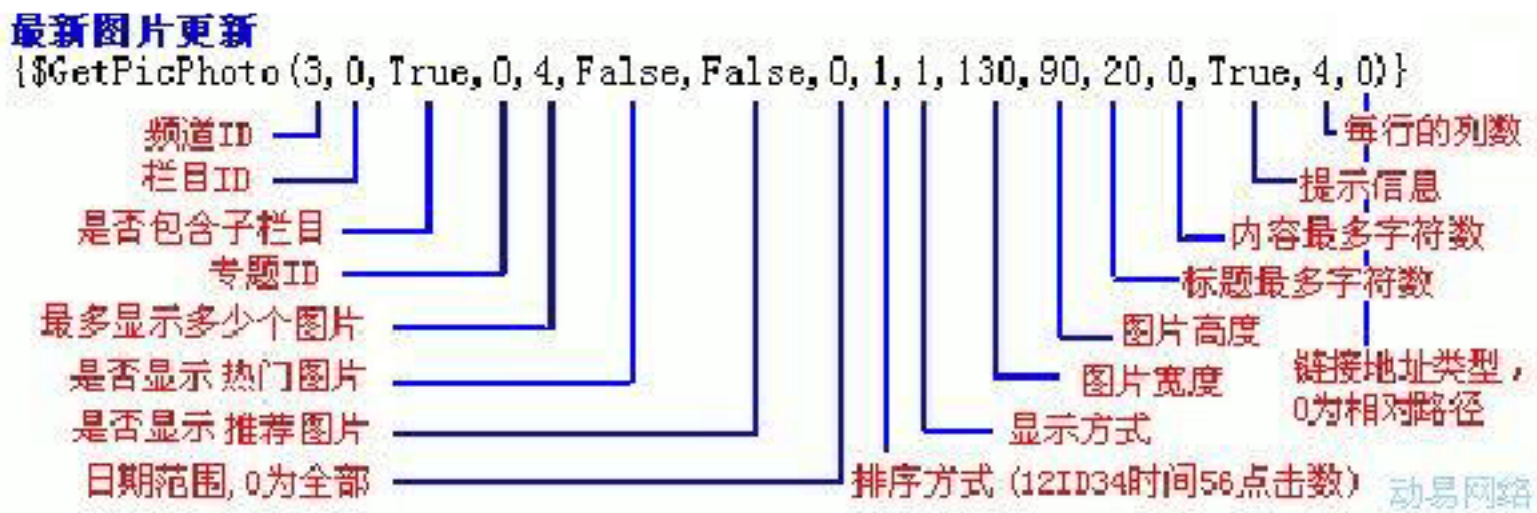 最新图片更新
{$GetPicPhoto(3,0,True,0,4,False,False,0,1,1,130,90,20,0,True,4,0)}
频道ID
每行的列数
栏目ID
提示信息
是否包含子栏目
内容最多字符数
专题ID
标题最多字符数
最多显示多少个图片
图片高度
是否显示热门图片
图片宽度
链接地址类型,
0为相对路径
是否显示推荐图片
显示方式
日期范围,0为全部
排序方式(12ID34时间56点击数)
动易网络